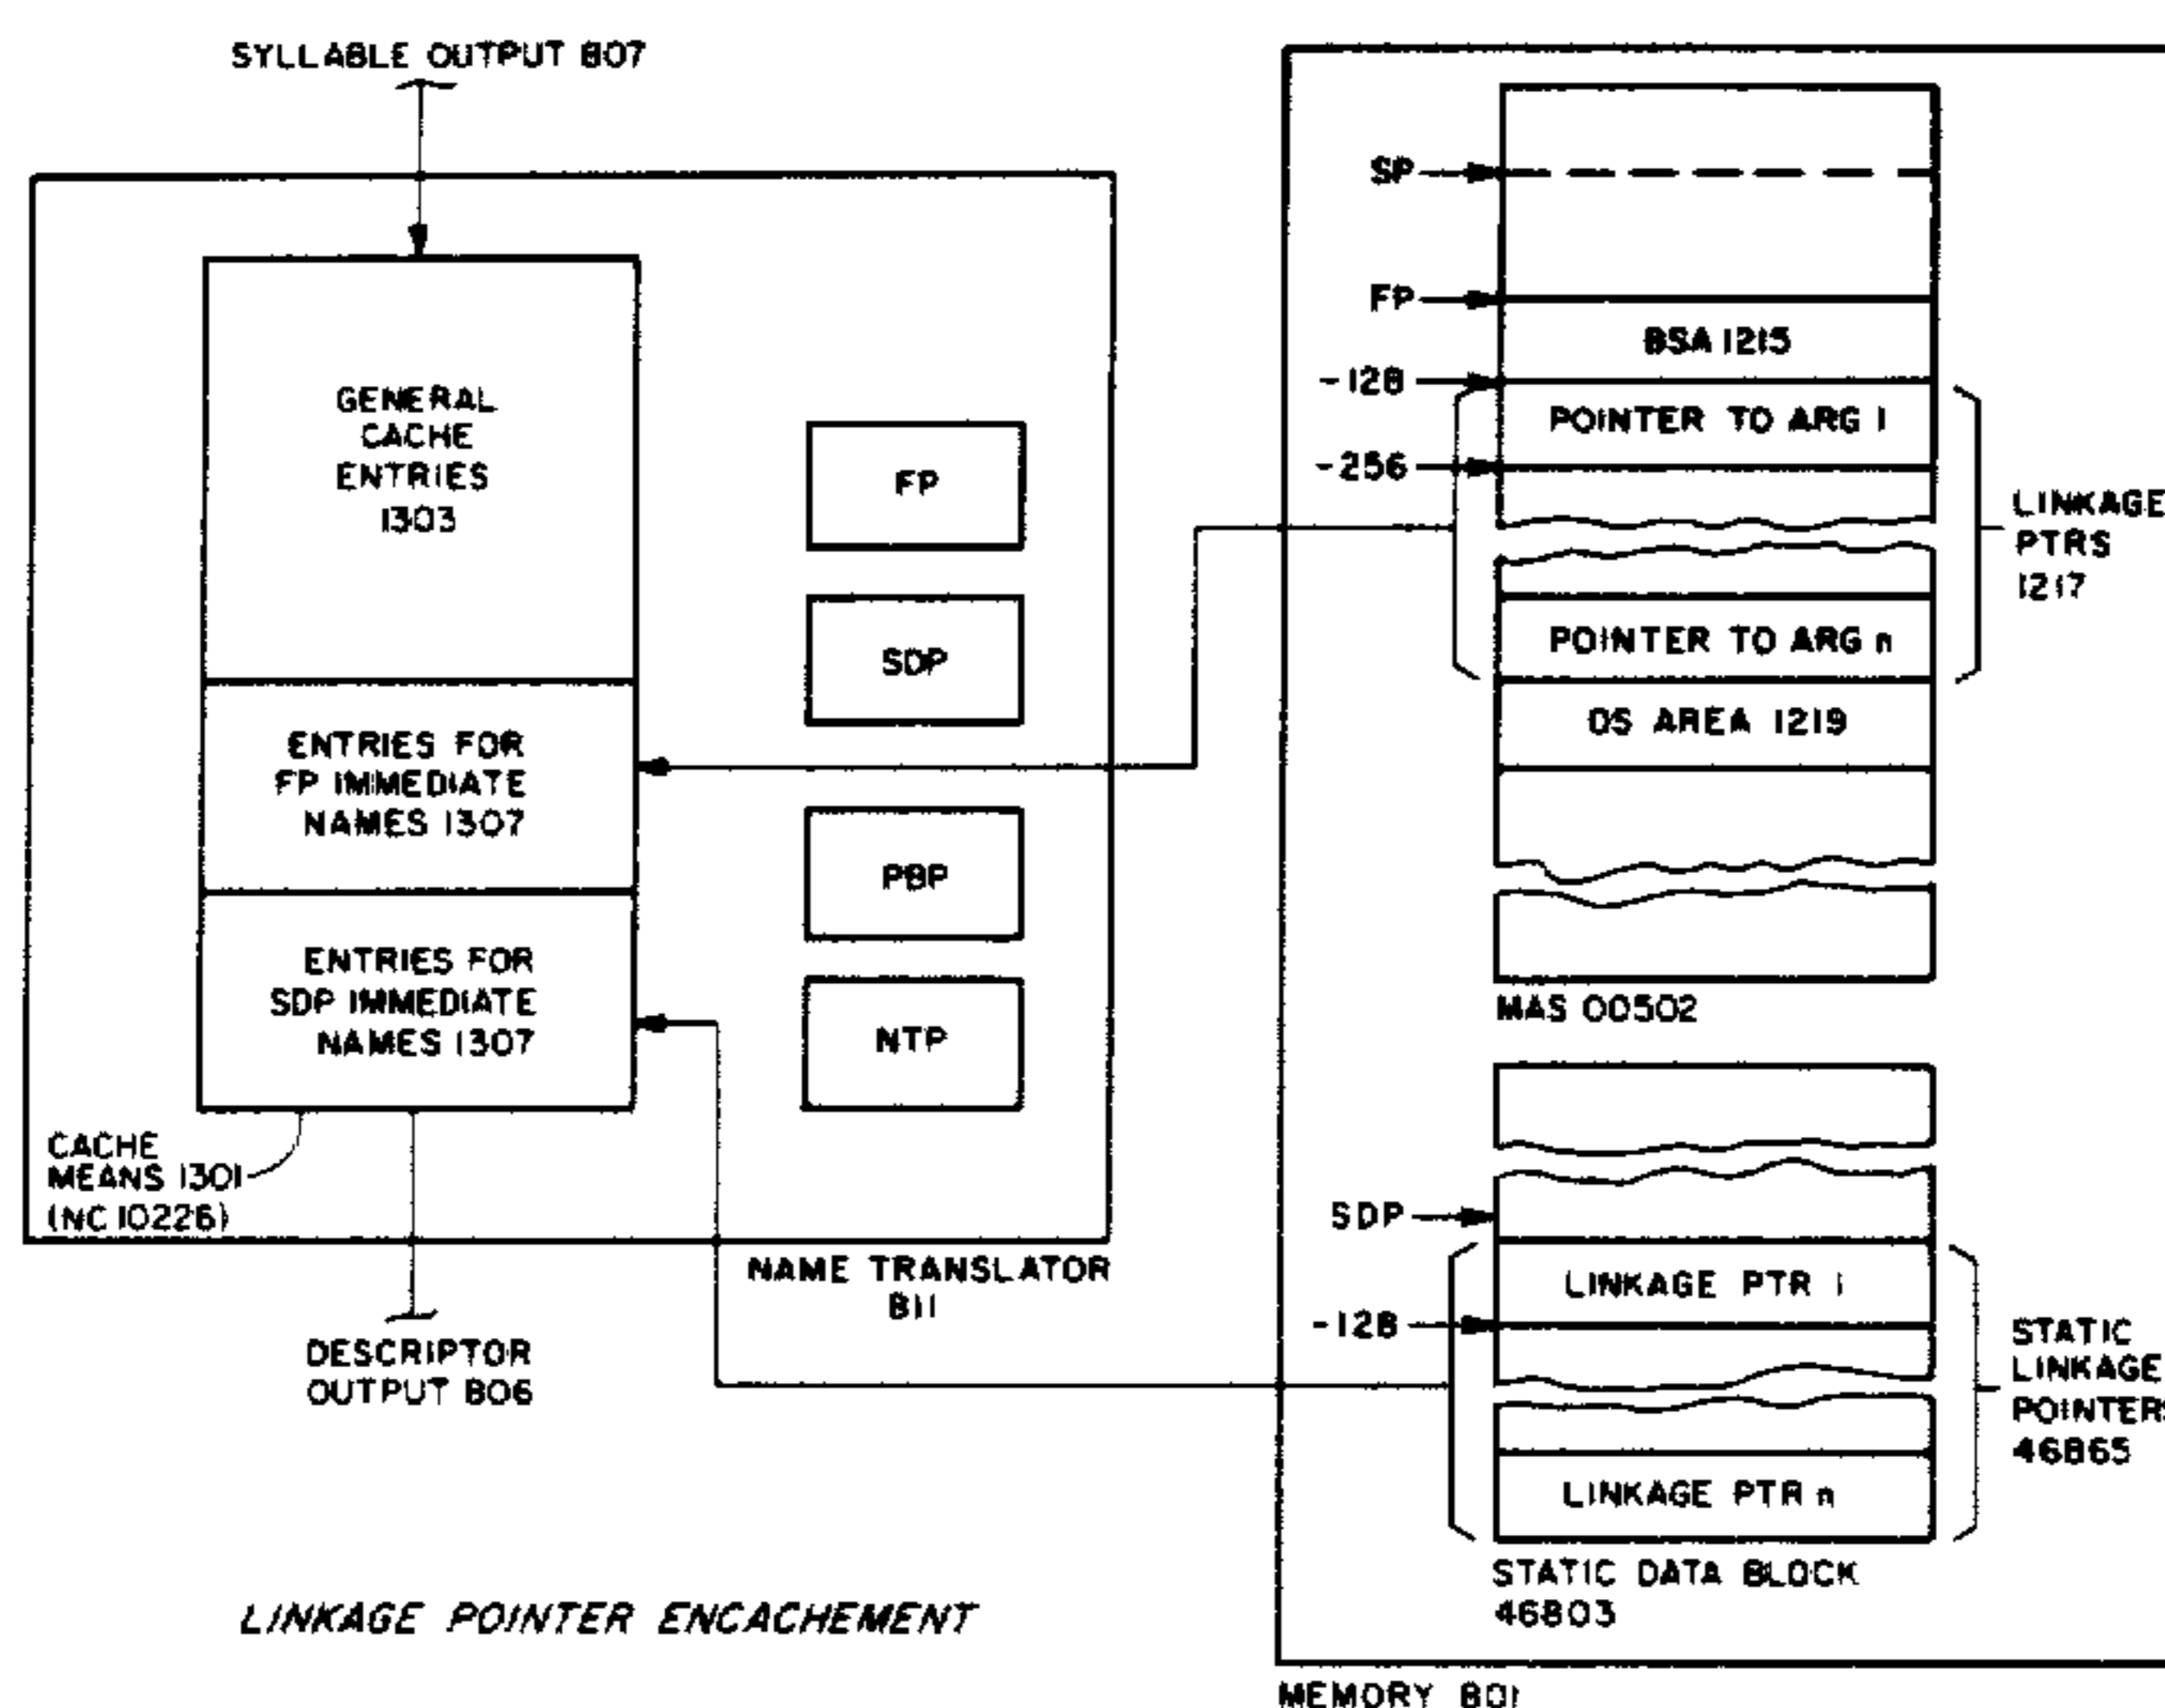 SYLLABLE OUTPUT 807
GENERAL
CACHE
ENTRIES
1303
ENTRIES FOR
FP IMMEDIATE
NAMES 1307
ENTRIES FOR
SDP IMMEDIATE
NAMES 1307
FP
SDP
PBP
NTP
CACHE
MEANS 1301
(NC 10226)
NAME TRANSLATOR
811
DESCRIPTOR
OUTPUT 806
LINKAGE POINTER ENCACHEMENT
SP
FP
BSA 1215
-128
POINTER TO ARG 1
-256
LINKAGE
PTRS
1217
POINTER TO ARG n
OS AREA 1219
MAS 00502
SDP
LINKAGE PTR 1
-128
STATIC
LINKAGE
POINTERS
46865
LINKAGE PTR n
STATIC DATA BLOCK
46803
MEMORY 801